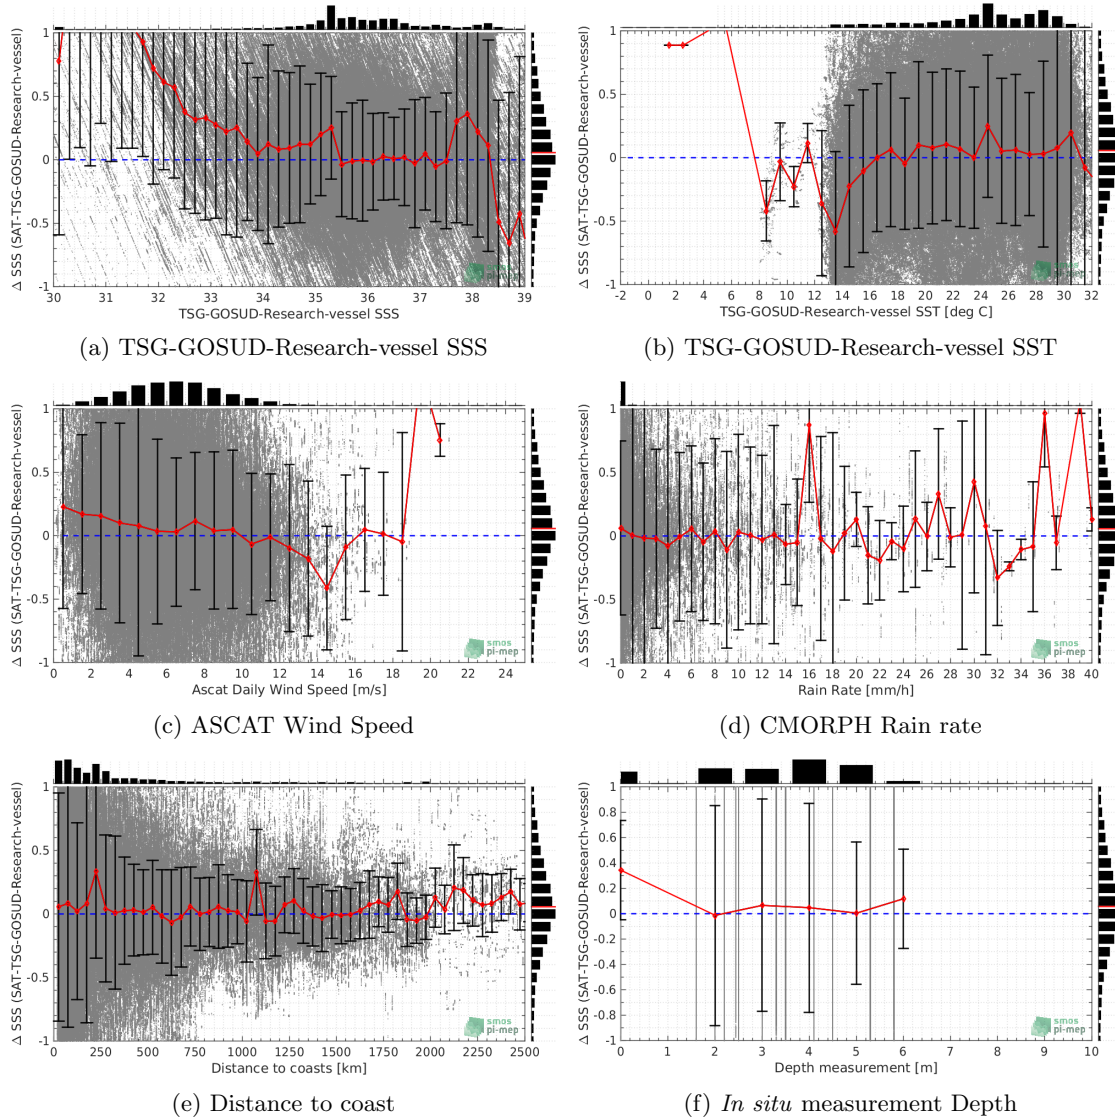 Δ SSS (SAT-TSG-GOSUD-Research-vessel)
1
0.5
0
-0.5
-1
30 31 32 33 34 35 36 37 38 39
TSG-GOSUD-Research-vessel SSS
smos
pi-mep
(a) TSG-GOSUD-Research-vessel SSS
Δ SSS (SAT-TSG-GOSUD-Research-vessel)
1
0.5
0
-0.5
-1
-2 0 2 4 6 8 10 12 14 16 18 20 22 24 26 28 30 32
TSG-GOSUD-Research-vessel SST [deg C]
smos
pi-mep
(b) TSG-GOSUD-Research-vessel SST
Δ SSS (SAT-TSG-GOSUD-Research-vessel)
1
0.5
0
-0.5
-1
0 2 4 6 8 10 12 14 16 18 20 22 24
Ascat Daily Wind Speed [m/s]
smos
pi-mep
(c) ASCAT Wind Speed
Δ SSS (SAT-TSG-GOSUD-Research-vessel)
1
0.5
0
-0.5
-1
0 2 4 6 8 10 12 14 16 18 20 22 24 26 28 30 32 34 36 38 40
Rain Rate [mm/h]
smos
pi-mep
(d) CMORPH Rain rate
Δ SSS (SAT-TSG-GOSUD-Research-vessel)
1
0.5
0
-0.5
-1
0 250 500 750 1000 1250 1500 1750 2000 2250 2500
Distance to coasts [km]
smos
pi-mep
(e) Distance to coast
Δ SSS (SAT-TSG-GOSUD-Research-vessel)
1
0.8
0.6
0.4
0.2
0
-0.2
-0.4
-0.6
-0.8
-1
0 1 2 3 4 5 6 7 8 9 10
Depth measurement [m]
smos
pi-mep
(f) In situ measurement Depth